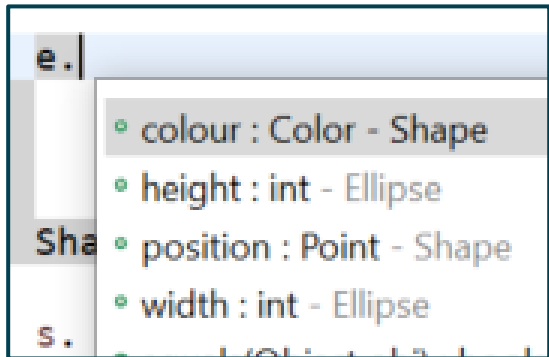 e.
colour : Color - Shape
height : int - Ellipse
position : Point - Shape
Sha
width : int - Ellipse
s.